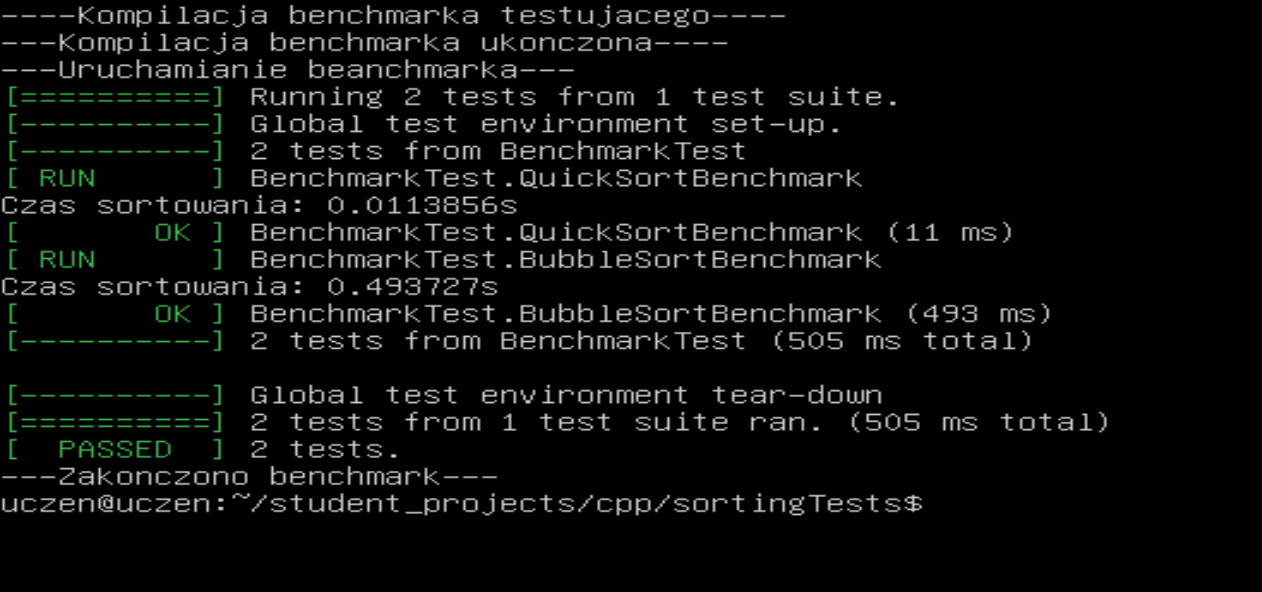 ----Kompilacja benchmarka testujacego----
---Kompilacja benchmarka ukonczona----
---Uruchamianie beanchmarka---
[==========] Running 2 tests from 1 test suite.
[----------] Global test environment set-up.
[----------] 2 tests from BenchmarkTest
[ RUN      ] BenchmarkTest.QuickSortBenchmark
Czas sortowania: 0.0113856s
[       OK ] BenchmarkTest.QuickSortBenchmark (11 ms)
[ RUN      ] BenchmarkTest.BubbleSortBenchmark
Czas sortowania: 0.493727s
[       OK ] BenchmarkTest.BubbleSortBenchmark (493 ms)
[----------] 2 tests from BenchmarkTest (505 ms total)

[----------] Global test environment tear-down
[==========] 2 tests from 1 test suite ran. (505 ms total)
[  PASSED  ] 2 tests.
---Zakonczono benchmark---
uczen@uczen:~/student_projects/cpp/sortingTests$